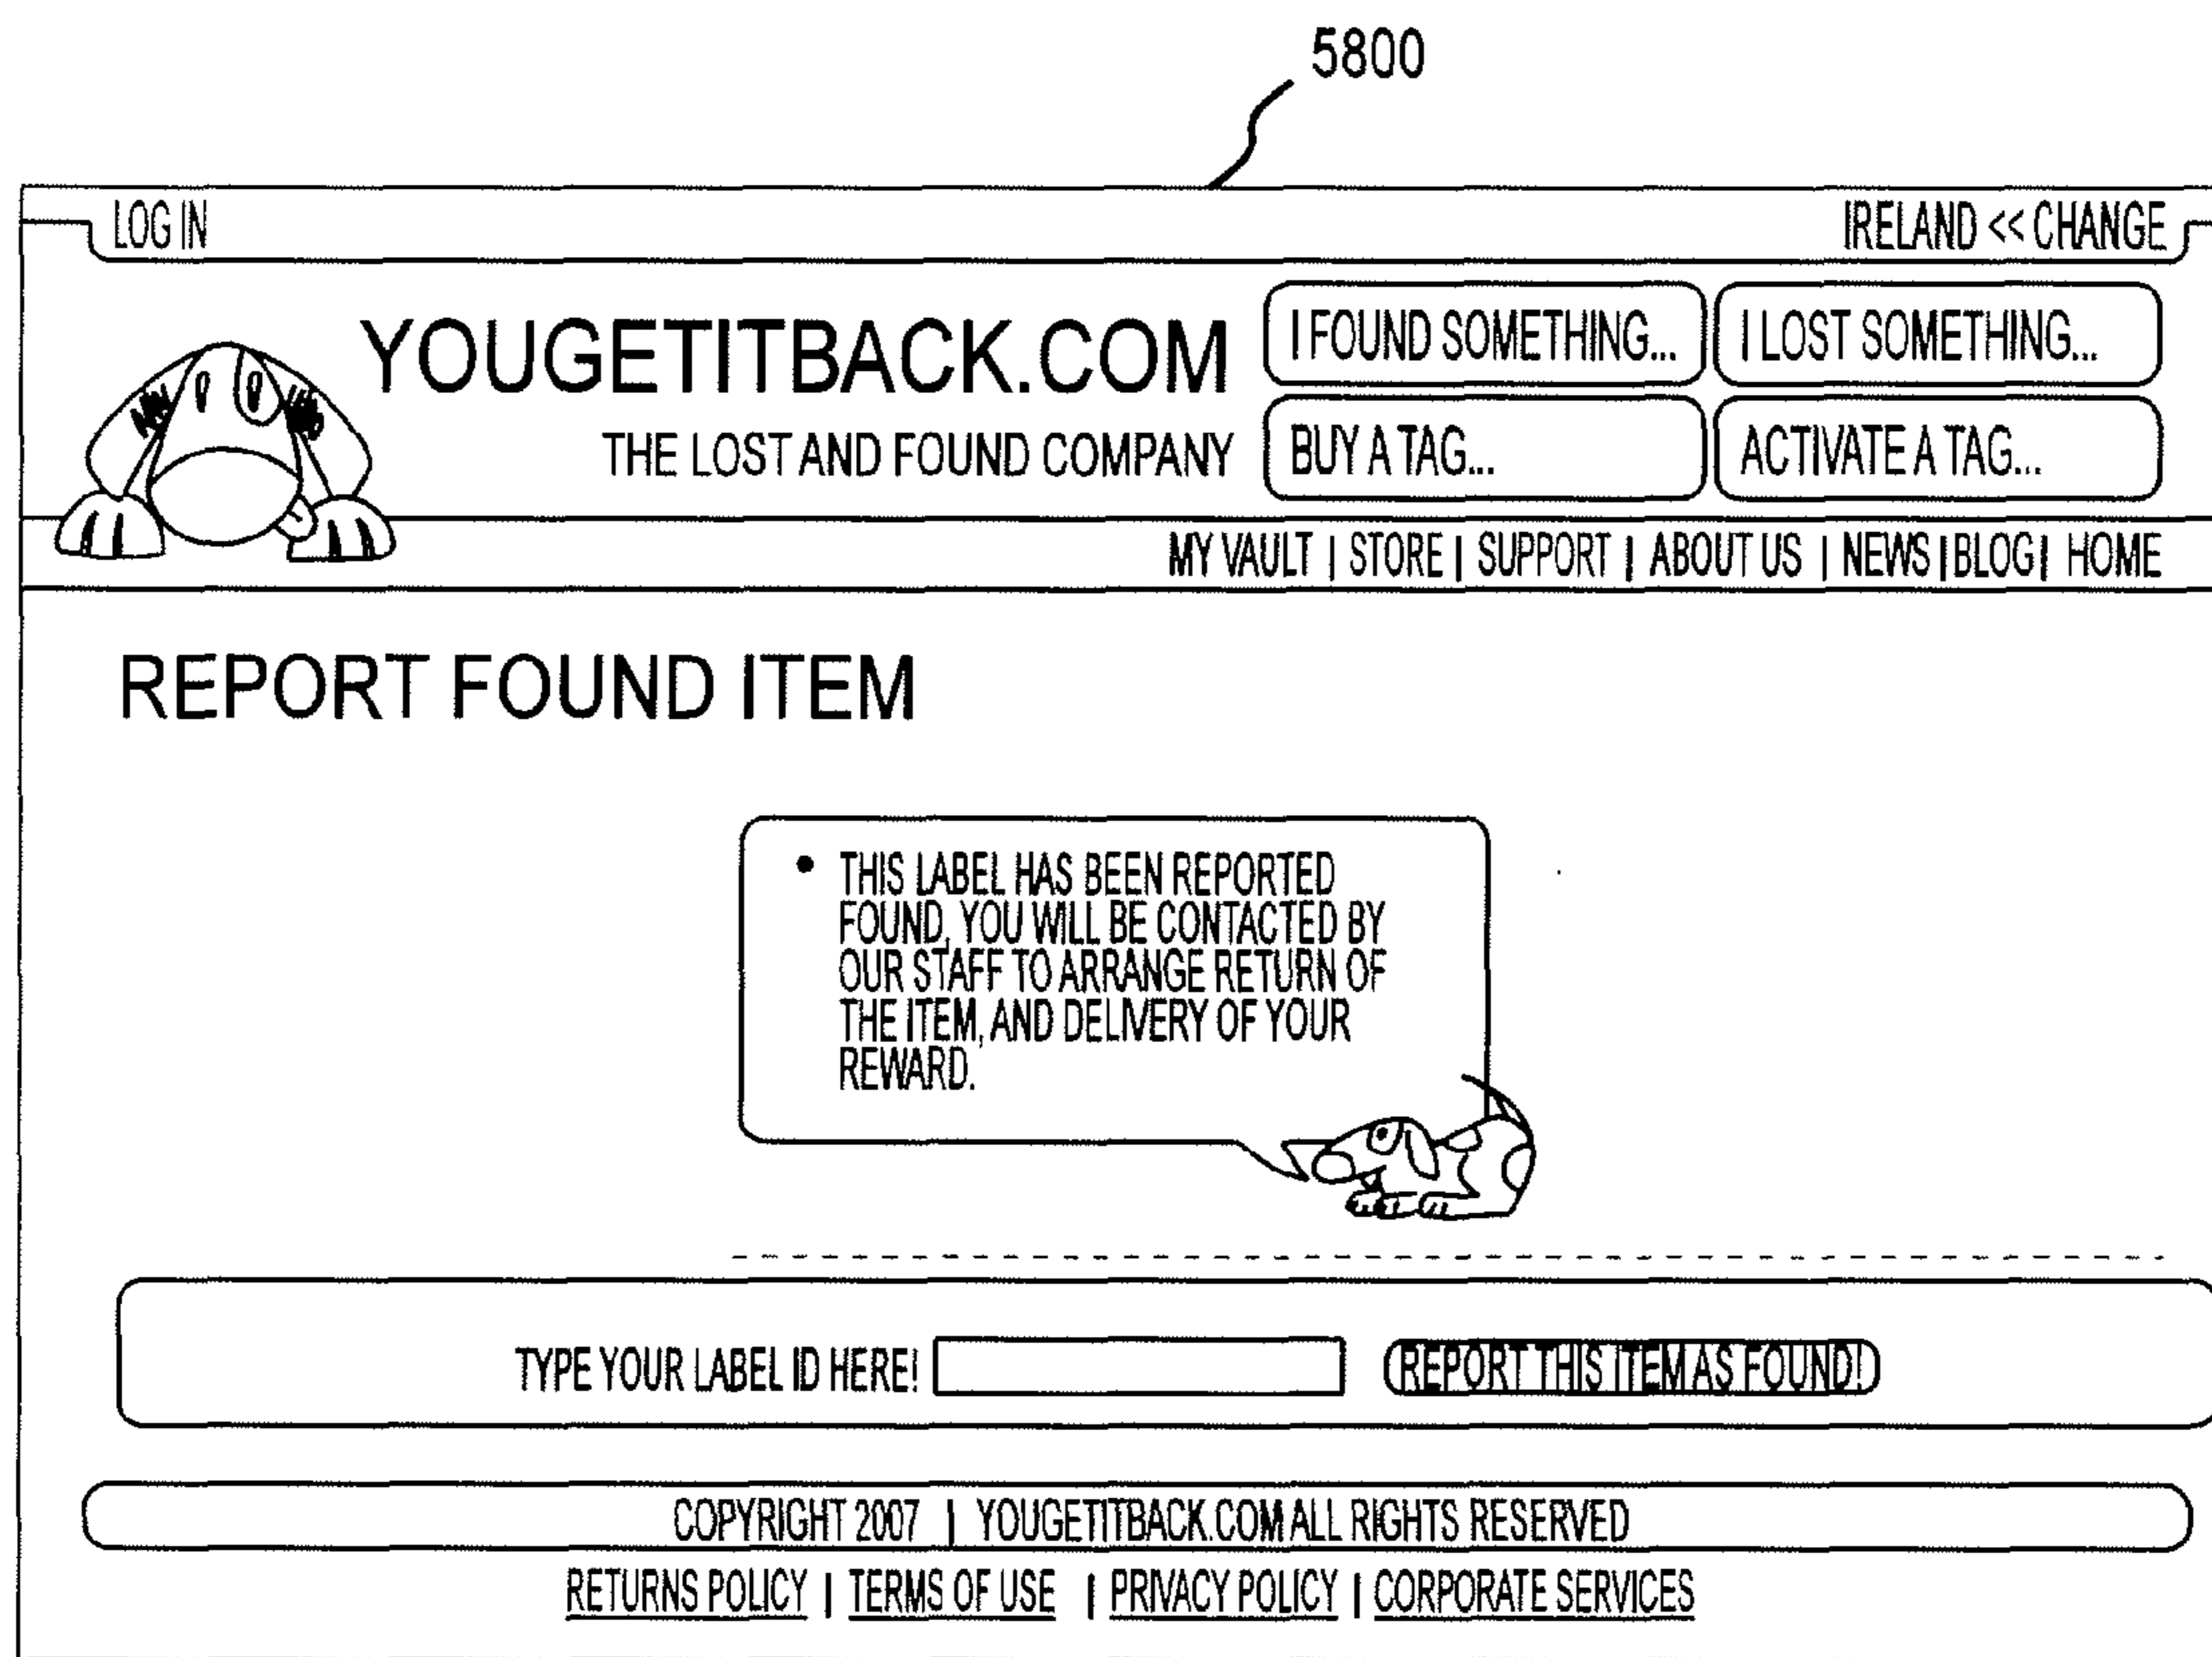 5800
LOG IN IRELAND << CHANGE
YOUGETITBACK.COM
THE LOST AND FOUND COMPANY
I FOUND SOMETHING... I LOST SOMETHING...
BUY A TAG... ACTIVATE A TAG...
MY VAULT | STORE | SUPPORT | ABOUT US | NEWS | BLOG | HOME
REPORT FOUND ITEM
• THIS LABEL HAS BEEN REPORTED
FOUND, YOU WILL BE CONTACTED BY
OUR STAFF TO ARRANGE RETURN OF
THE ITEM, AND DELIVERY OF YOUR
REWARD.
TYPE YOUR LABEL ID HERE! REPORT THIS ITEM AS FOUND!
COPYRIGHT 2007 | YOUGETITBACK.COM ALL RIGHTS RESERVED
RETURNS POLICY | TERMS OF USE | PRIVACY POLICY | CORPORATE SERVICES